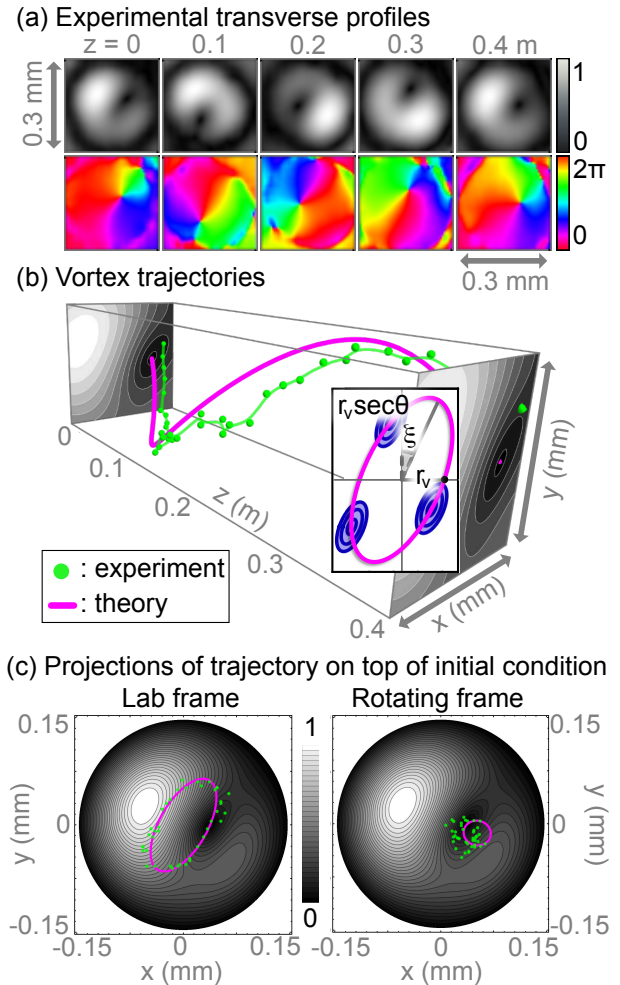 (a) Experimental transverse profiles
z = 0 0.1 0.2 0.3 0.4 m
0.3 mm
1
0
2π
0
0.3 mm
(b) Vortex trajectories
0
0.1
0.2
0.3
0.4
z (m)
x (mm)
y (mm)
rᵥsecθ
ξ
rᵥ
: experiment
: theory
(c) Projections of trajectory on top of initial condition
Lab frame Rotating frame
1
0
0.15
0
-0.15
y (mm)
-0.15 0 0.15
x (mm)
0.15
0
-0.15
y (mm)
-0.15 0 0.15
x (mm)